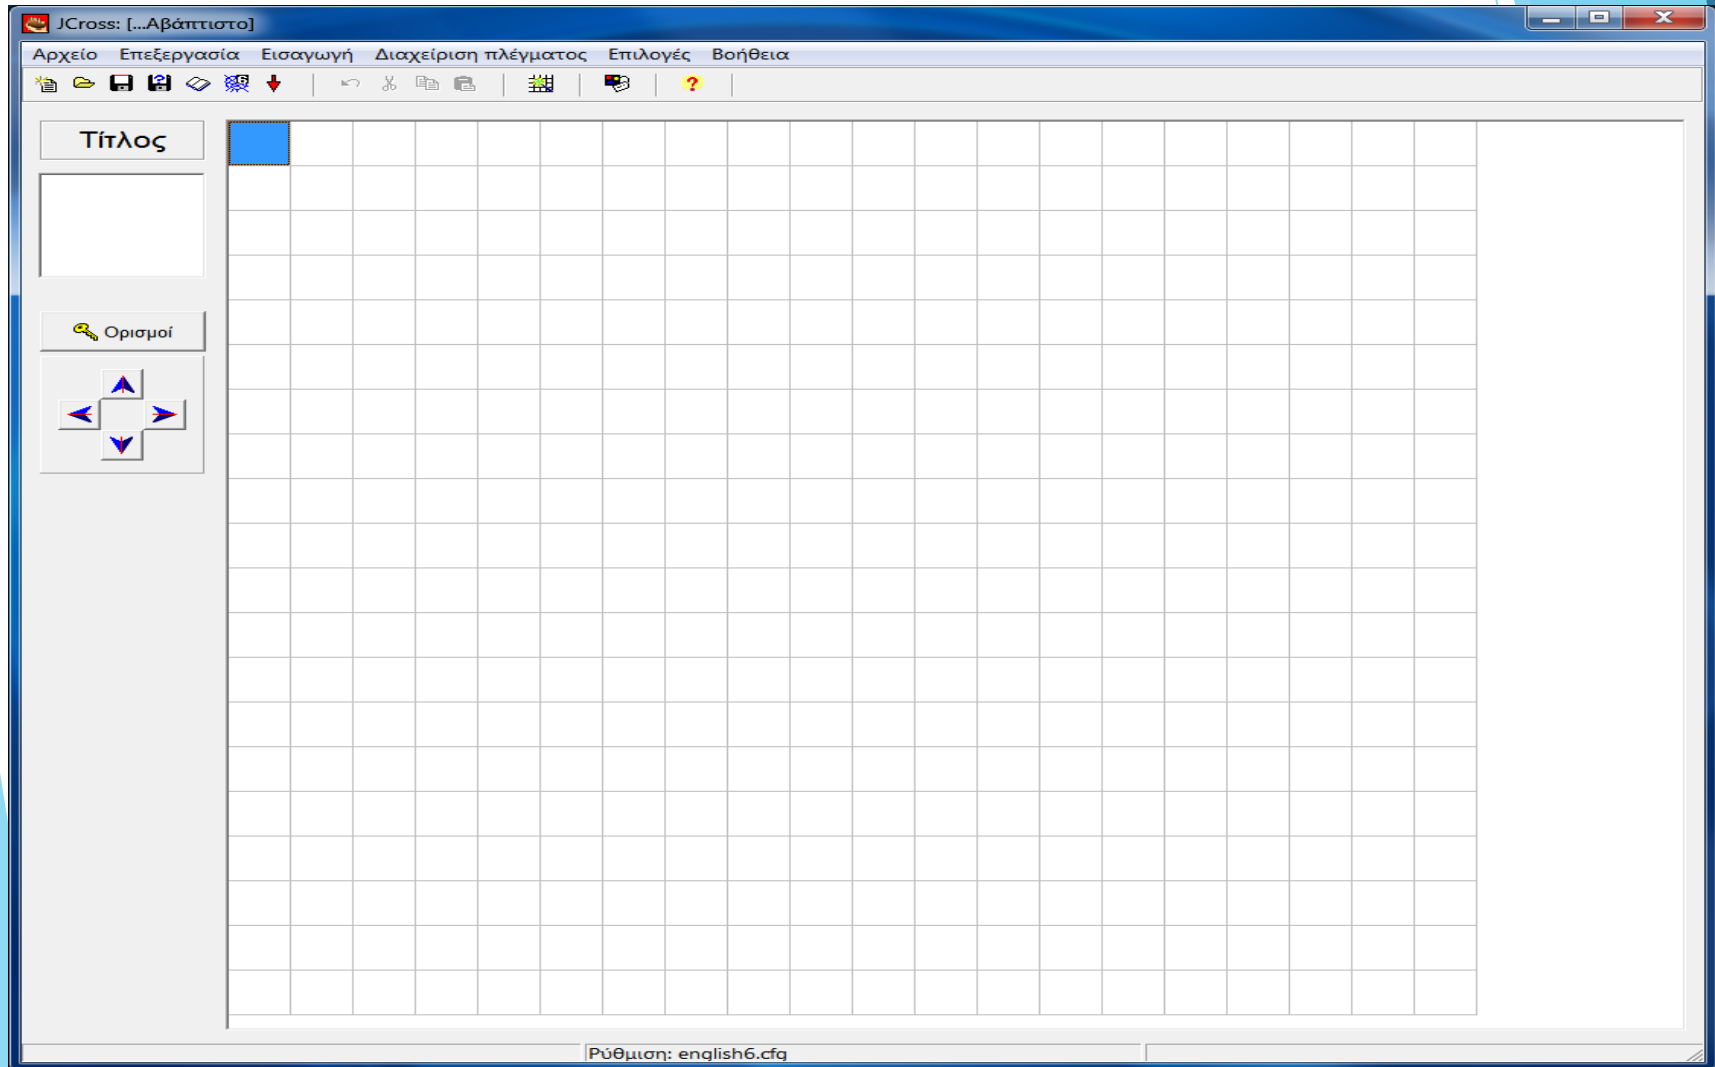 JCross: [...Αβάπτιστο]
Αρχείο Επεξεργασία Εισαγωγή Διαχείριση πλέγματος Επιλογές Βοήθεια
Τίτλος
Ορισμοί
Ρύθμιση: english6.cfg